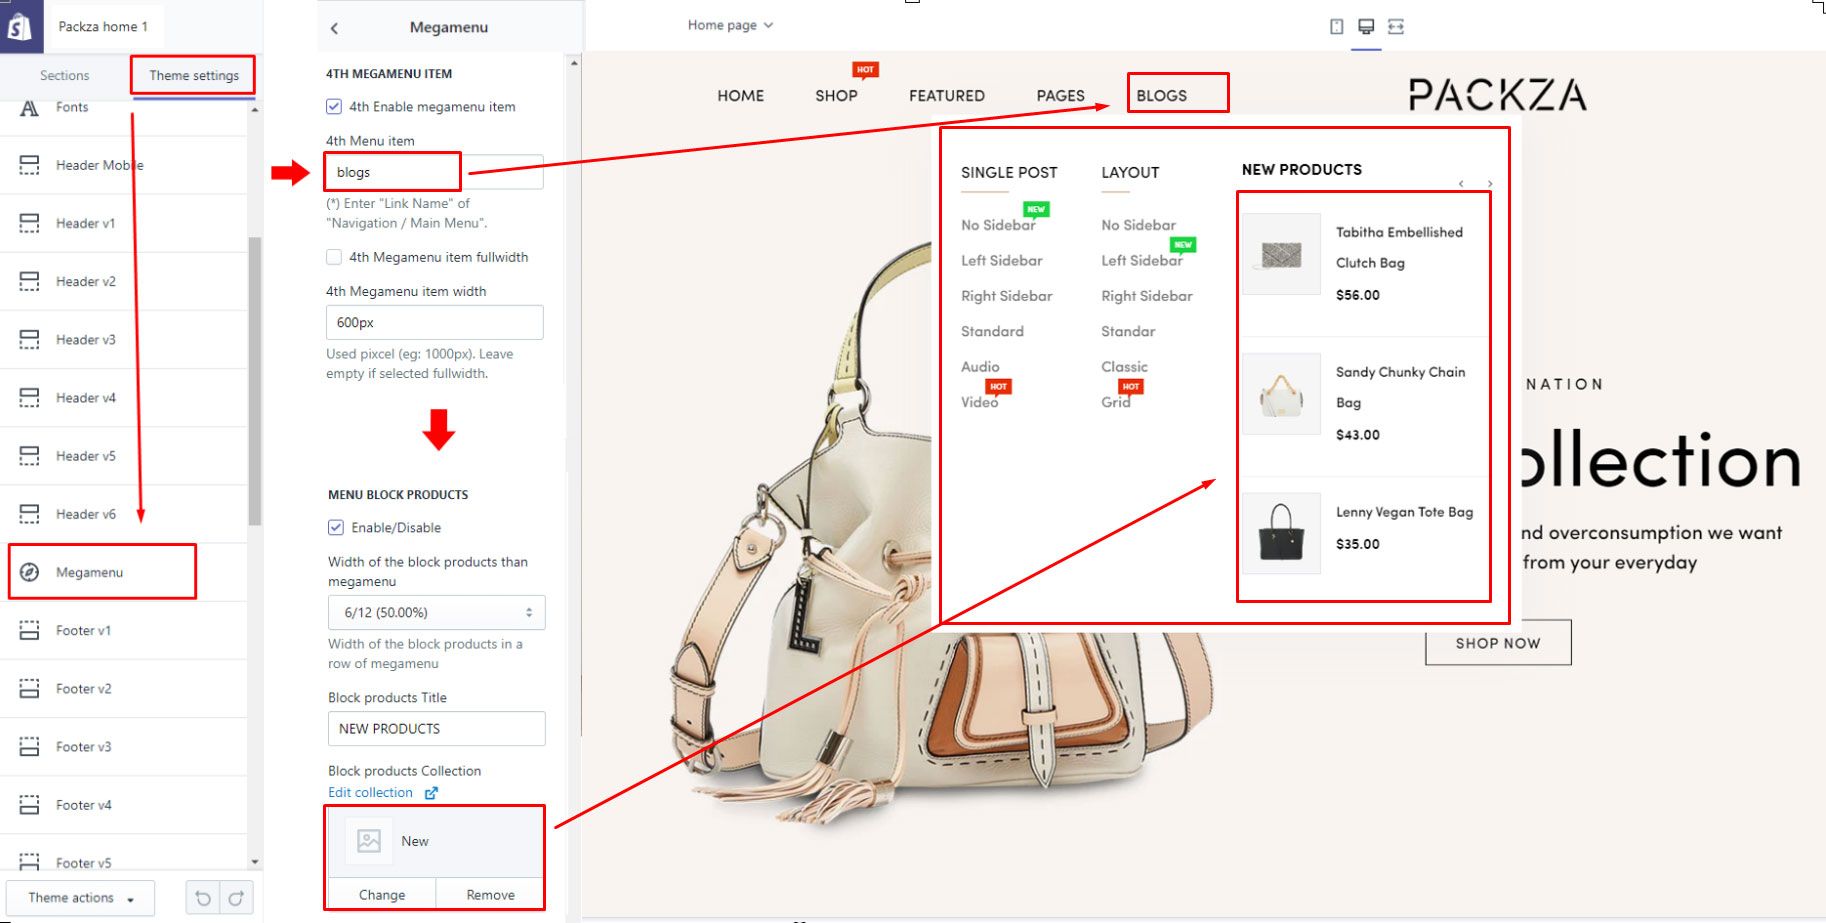 Packza home 1
Sections
Theme settings
Fonts
Header Mobile
Header v1
Header v2
Header v3
Header v4
Header v5
Header v6
Megamenu
Footer v1
Footer v2
Footer v3
Footer v4
Footer v5
Theme actions
Megamenu
4TH MEGAMENU ITEM
4th Enable megamenu item
4th Menu item
blogs
(*) Enter "Link Name" of
"Navigation / Main Menu".
4th Megamenu item fullwidth
4th Megamenu item width
600px
Used pixcel (eg: 1000px). Leave
empty if selected fullwidth.
MENU BLOCK PRODUCTS
Enable/Disable
Width of the block products than
megamenu
6/12 (50.00%)
Width of the block products in a
row of megamenu
Block products Title
NEW PRODUCTS
Block products Collection
Edit collection
New
Change
Remove
Home page
HOT
HOME
SHOP
FEATURED
PAGES
BLOGS
PACKZA
SINGLE POST
NEW
No Sidebar
Left Sidebar
Right Sidebar
Standard
Audio
HOT
Video
LAYOUT
No Sidebar
NEW
Left Sidebar
Right Sidebar
Standar
Classic
HOT
Grid
NEW PRODUCTS
Tabitha Embellished
Clutch Bag
$56.00
Sandy Chunky Chain
Bag
$43.00
Lenny Vegan Tote Bag
$35.00
NATION
ollection
nd overconsumption we want
from your everyday
SHOP NOW
L